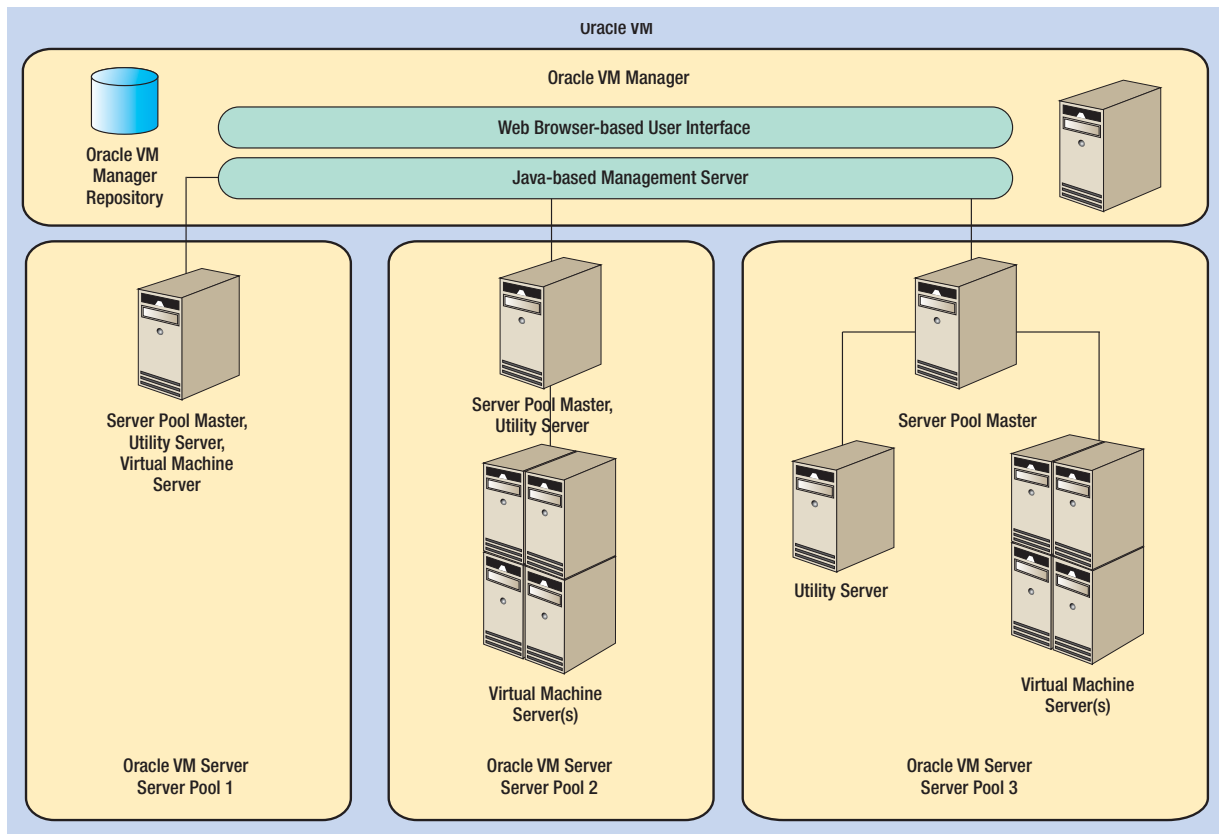 Oracle VM
Oracle VM Manager
Web Browser-based User Interface
Oracle VM
Manager
Repository
Java-based Management Server
Server Pool Master,
Utility Server,
Virtual Machine
Server
Oracle VM Server
Server Pool 1
Server Pool Master,
Utility Server
Virtual Machine
Server(s)
Oracle VM Server
Server Pool 2
Server Pool Master
Utility Server
Virtual Machine
Server(s)
Oracle VM Server
Server Pool 3